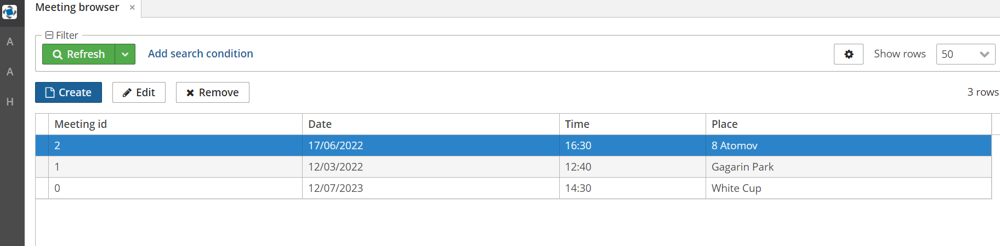 Meeting browser ×
Filter
Refresh Add search condition Show rows 50
Create Edit Remove 3 rows
Meeting id Date Time Place
2 17/06/2022 16:30 8 Atomov
1 12/03/2022 12:40 Gagarin Park
0 12/07/2023 14:30 White Cup
A
A
H